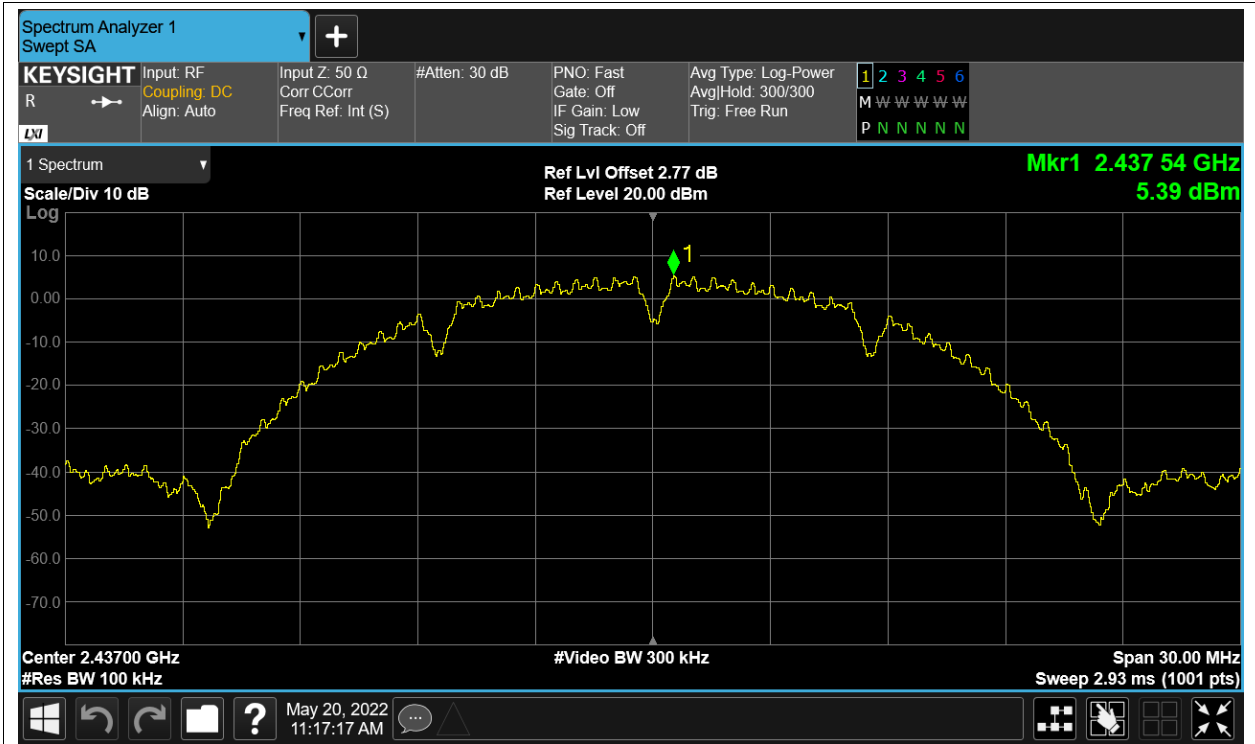 Spectrum Analyzer 1
Swept SA
KEYSIGHT
R
LXI
Input: RF
Coupling: DC
Align: Auto
Input Z: 50 Ω
Corr CCorr
Freq Ref: Int (S)
#Atten: 30 dB
PNO: Fast
Gate: Off
IF Gain: Low
Sig Track: Off
Avg Type: Log-Power
Avg|Hold: 300/300
Trig: Free Run
1 2 3 4 5 6
M W W W W W
P N N N N N
1 Spectrum
Scale/Div 10 dB
Log
Ref Lvl Offset 2.77 dB
Ref Level 20.00 dBm
Mkr1 2.437 54 GHz
5.39 dBm
1
10.0
0.00
-10.0
-20.0
-30.0
-40.0
-50.0
-60.0
-70.0
Center 2.43700 GHz
#Res BW 100 kHz
#Video BW 300 kHz
Span 30.00 MHz
Sweep 2.93 ms (1001 pts)
?
May 20, 2022
11:17:17 AM